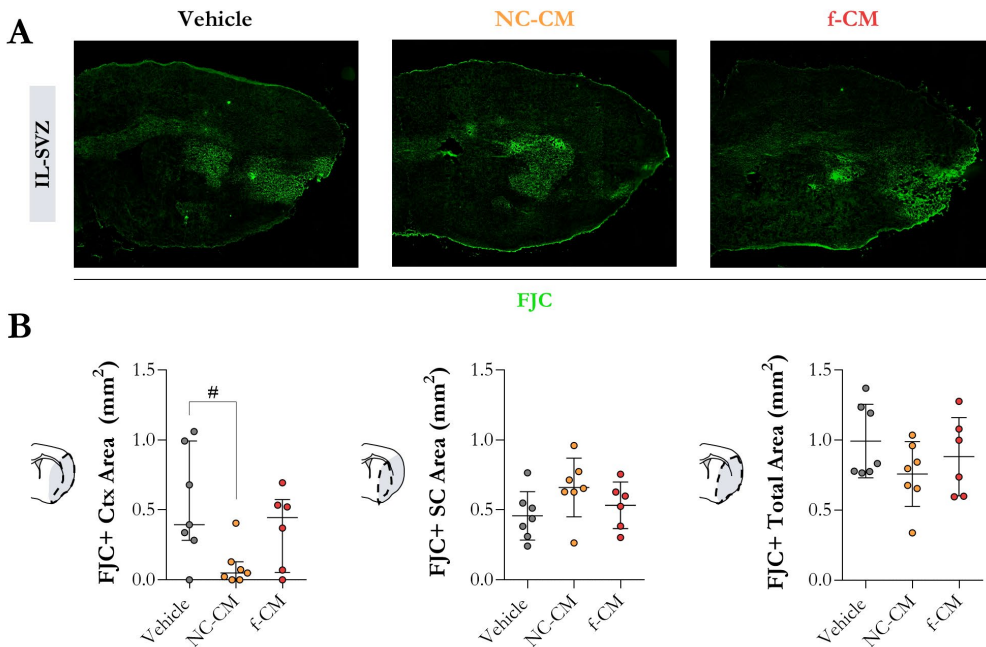 A
Vehicle
NC-CM
f-CM
IL-SVZ
FJC
B
FJC+ Ctx Area (mm²)
1.5
1.0
0.5
0.0
#
Vehicle
NC-CM
f-CM
FJC+ SC Area (mm²)
1.5
1.0
0.5
0.0
Vehicle
NC-CM
f-CM
FJC+ Total Area (mm²)
1.5
1.0
0.5
0.0
Vehicle
NC-CM
f-CM